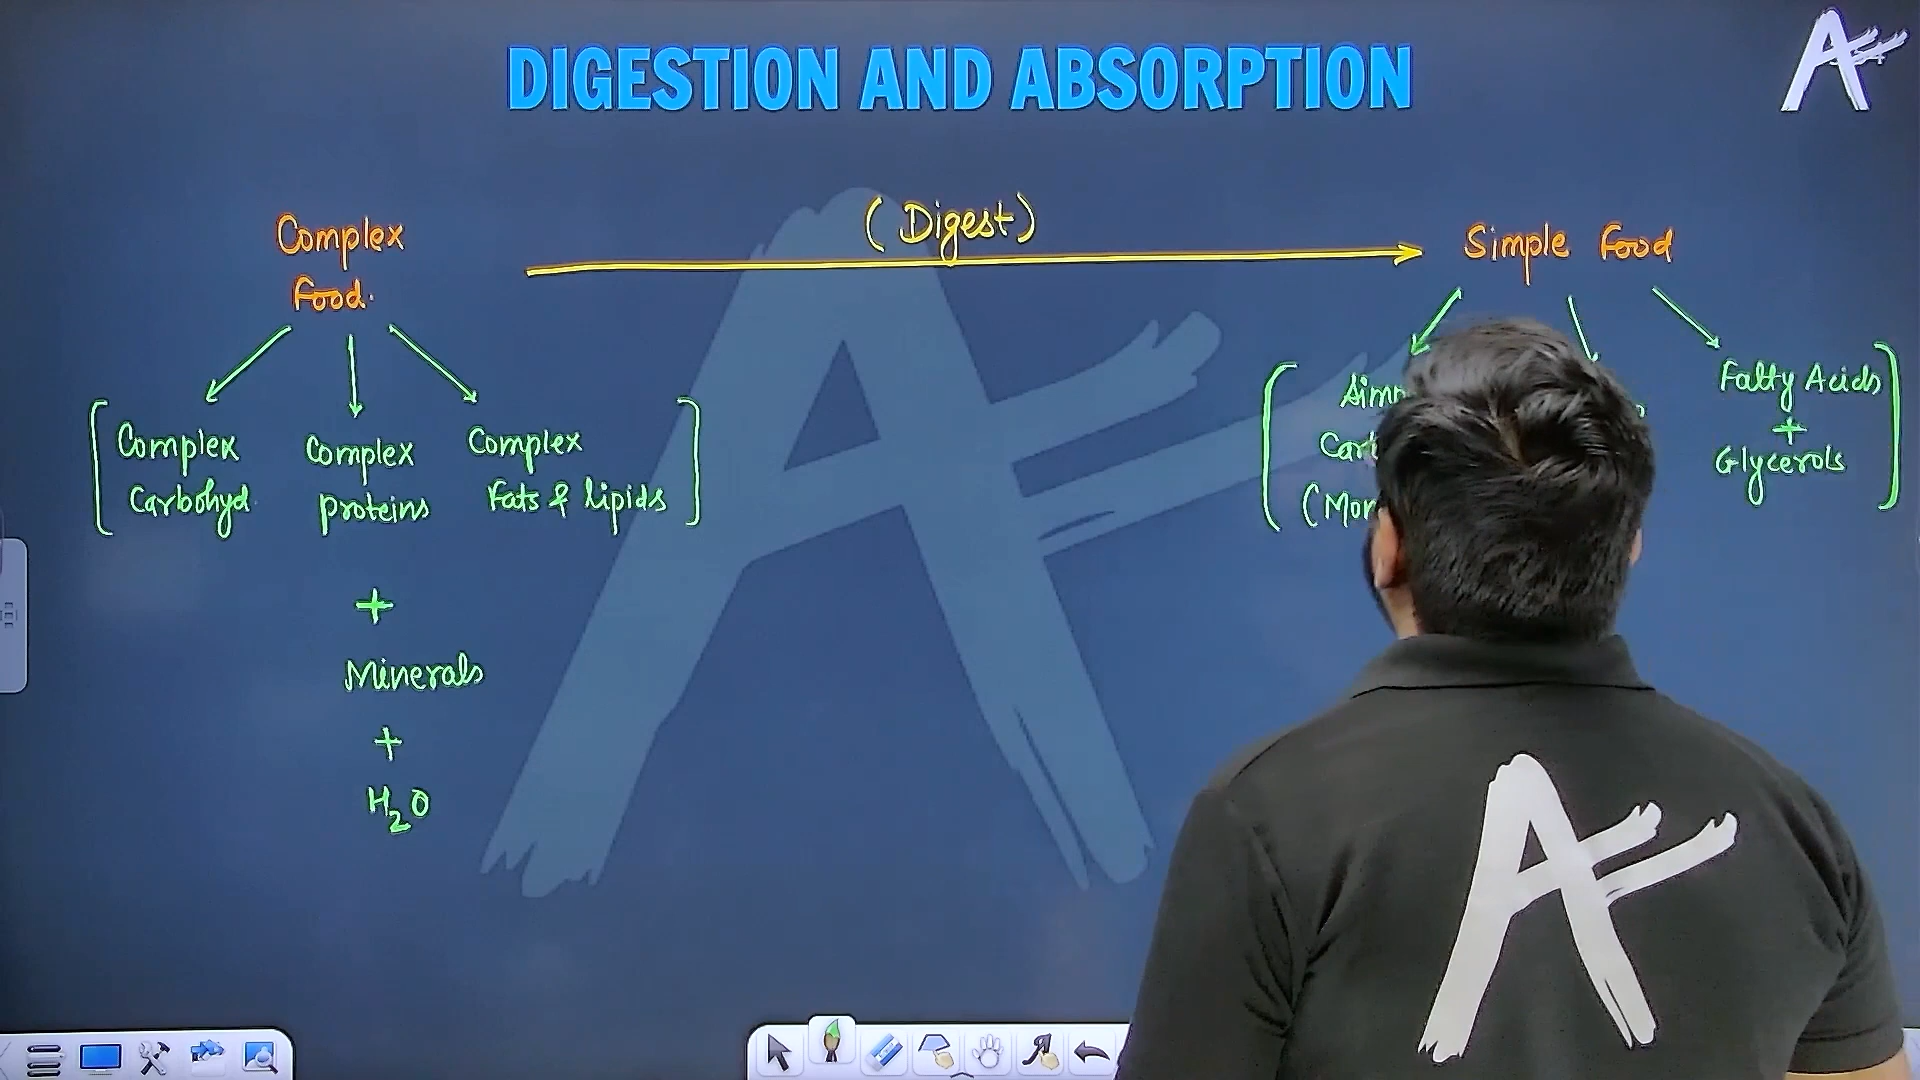 DIGESTION AND ABSORPTION
Complex
Food.
(Digest)
Simple Food
Complex
Carbohyd.
Complex
proteins
Complex
Fats & lipids
+
Minerals
+
H2O
Fatty Acids
+
Glycerols